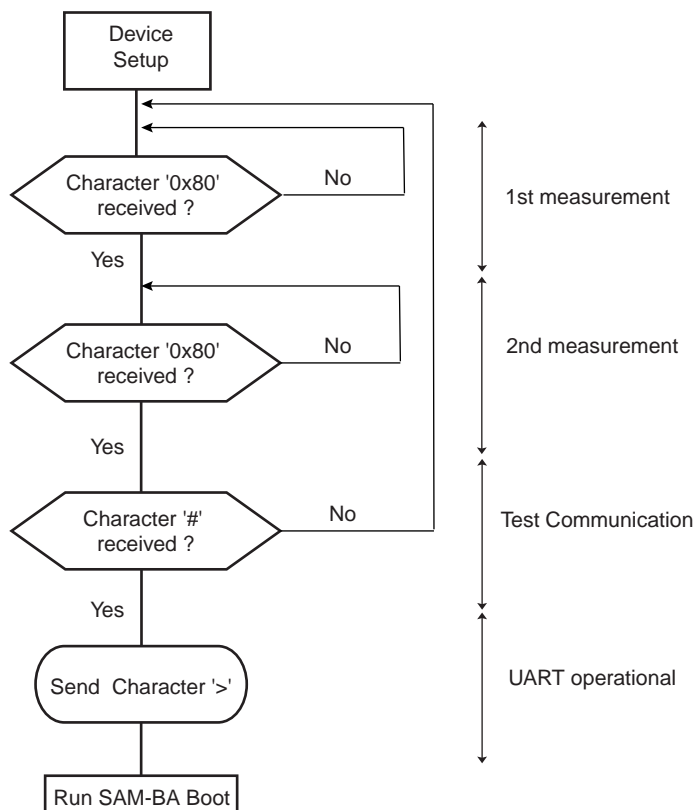 Device
Setup
Character '0x80'
received ?
No
1st measurement
Yes
Character '0x80'
received ?
No
2nd measurement
Yes
Character '#'
received ?
No
Test Communication
Yes
Send Character '>'
UART operational
Run SAM-BA Boot